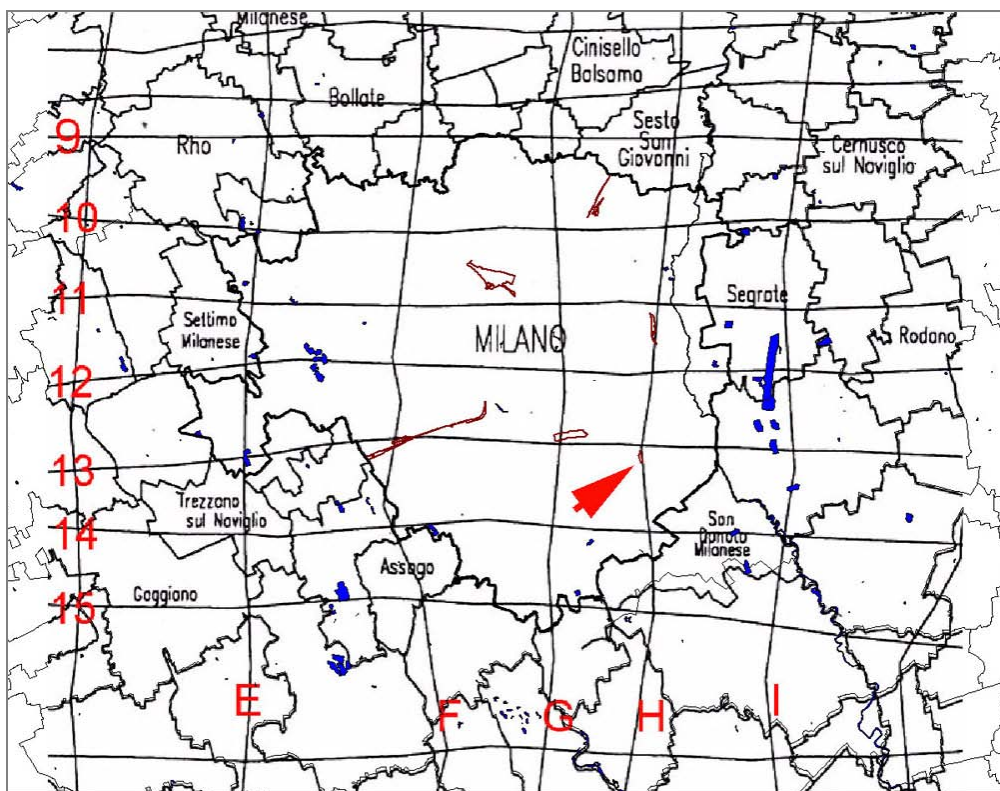 Milanese
Cinisello
Balsamo
Bollate
9
Rho
Sesto
San
Giovanni
Cernusco
sul Naviglio
10
11
Segrate
Settimo
Milanese
MILANO
Rodano
12
13
Trezzano
sul Naviglio
14
San
Donato
Milanese
Assago
Gaggiano
15
E
F
G
H
I